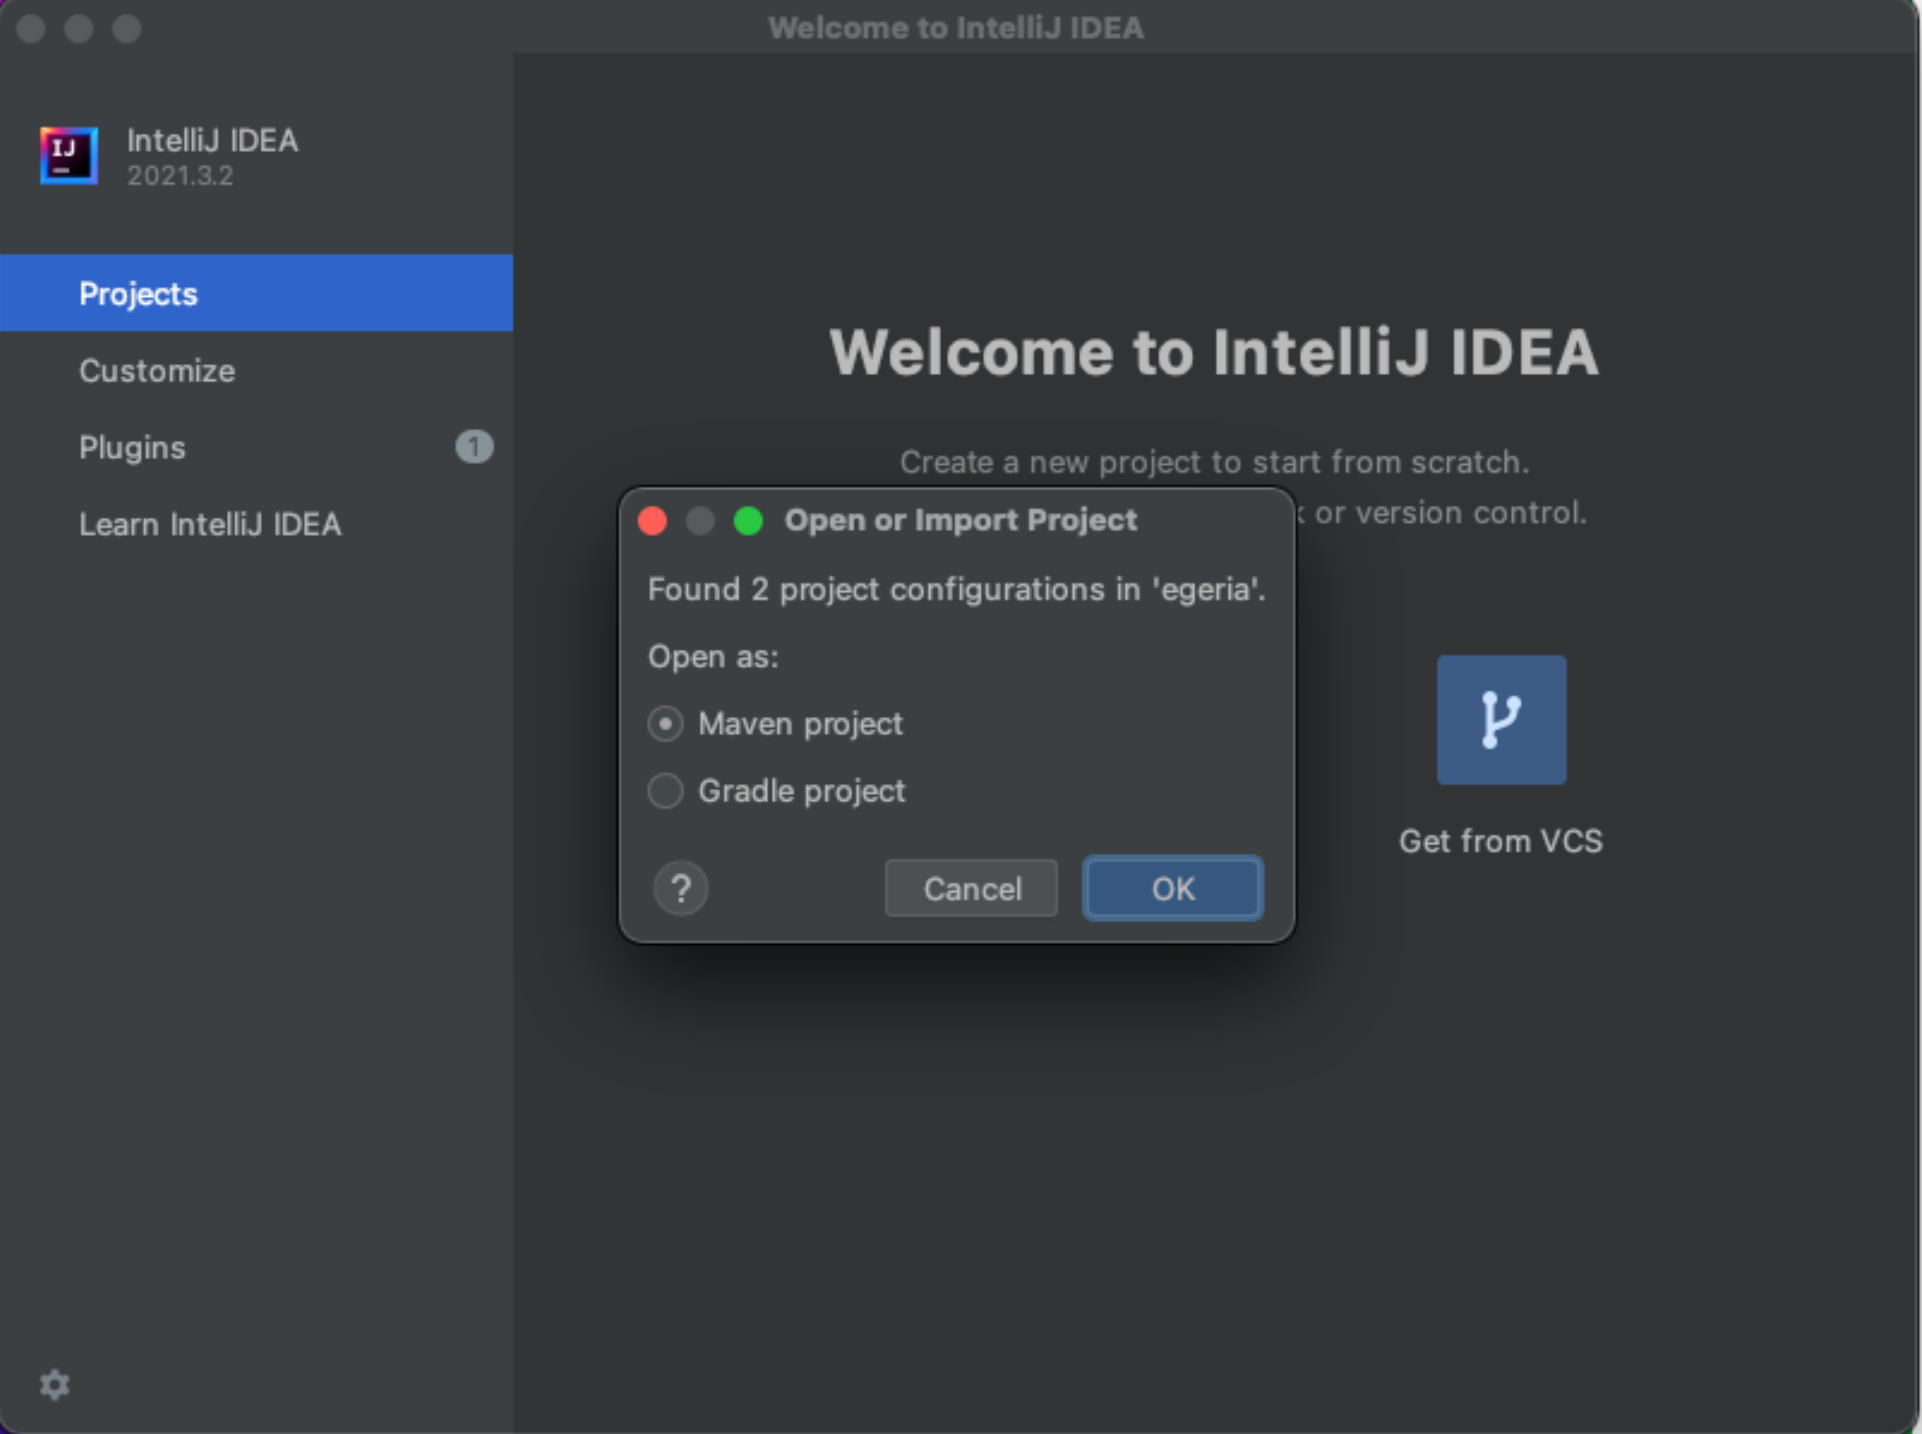 Welcome to IntelliJ IDEA
IJ
IntelliJ IDEA
2021.3.2
Projects
Customize
Plugins
1
Learn IntelliJ IDEA
Welcome to IntelliJ IDEA
Create a new project to start from scratch.
or version control.
Open or Import Project
Found 2 project configurations in 'egeria'.
Open as:
Maven project
Gradle project
?
Cancel
OK
Get from VCS